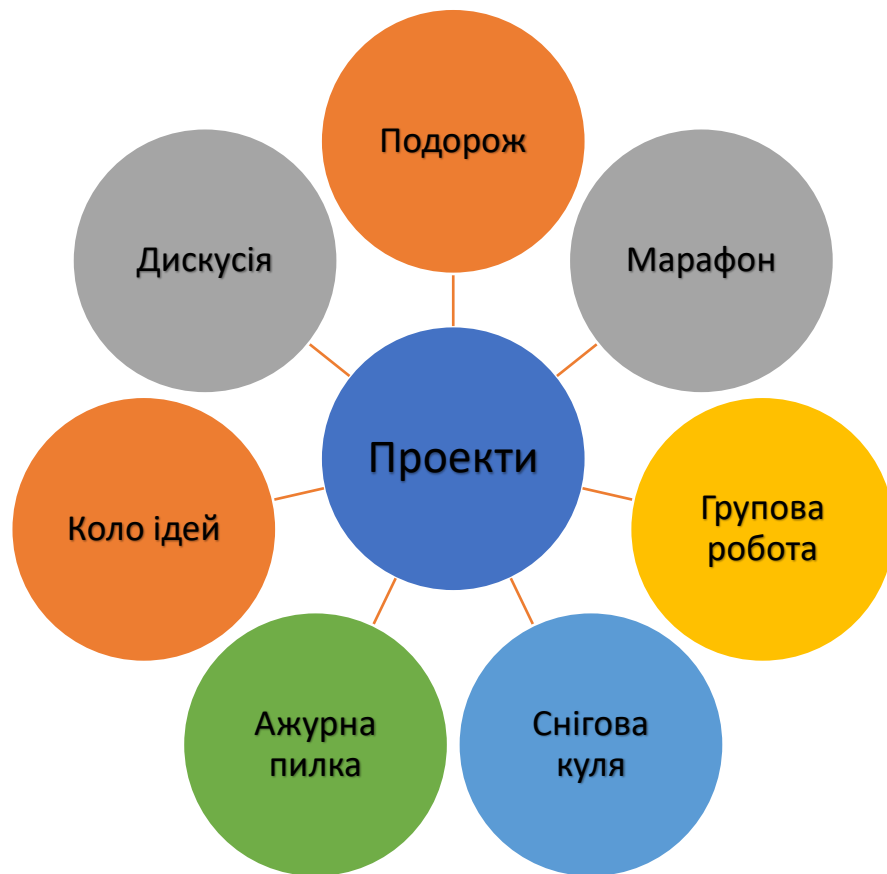 Подорож
Дискусія
Марафон
Проекти
Коло ідей
Групова
робота
Ажурна
пилка
Снігова
куля